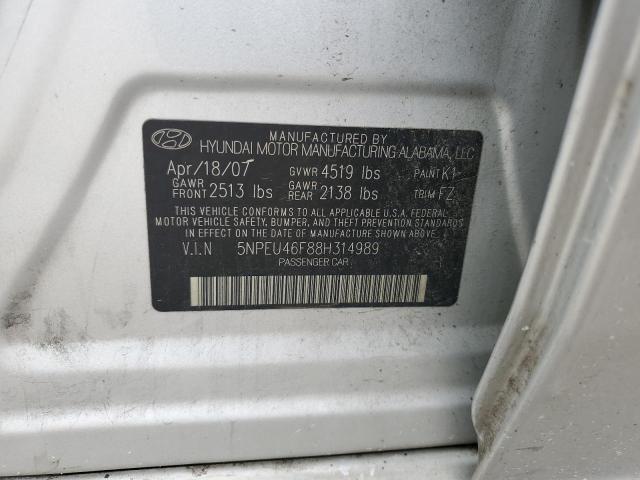 MANUFACTURED BY
HYUNDAI MOTOR MANUFACTURING ALABAMA, LLC
Apr/18/07 GVWR 4519 lbs PAINT K1
GAWR FRONT 2513 lbs GAWR REAR 2138 lbs TRIM FZ
THIS VEHICLE CONFORMS TO ALL APPLICABLE U.S.A. FEDERAL
MOTOR VEHICLE SAFETY, BUMPER, AND THEFT PREVENTION STANDARDS
IN EFFECT ON THE DATE OF MANUFACTURE SHOWN ABOVE.
V.I.N 5NPEU46F88H314989
PASSENGER CAR